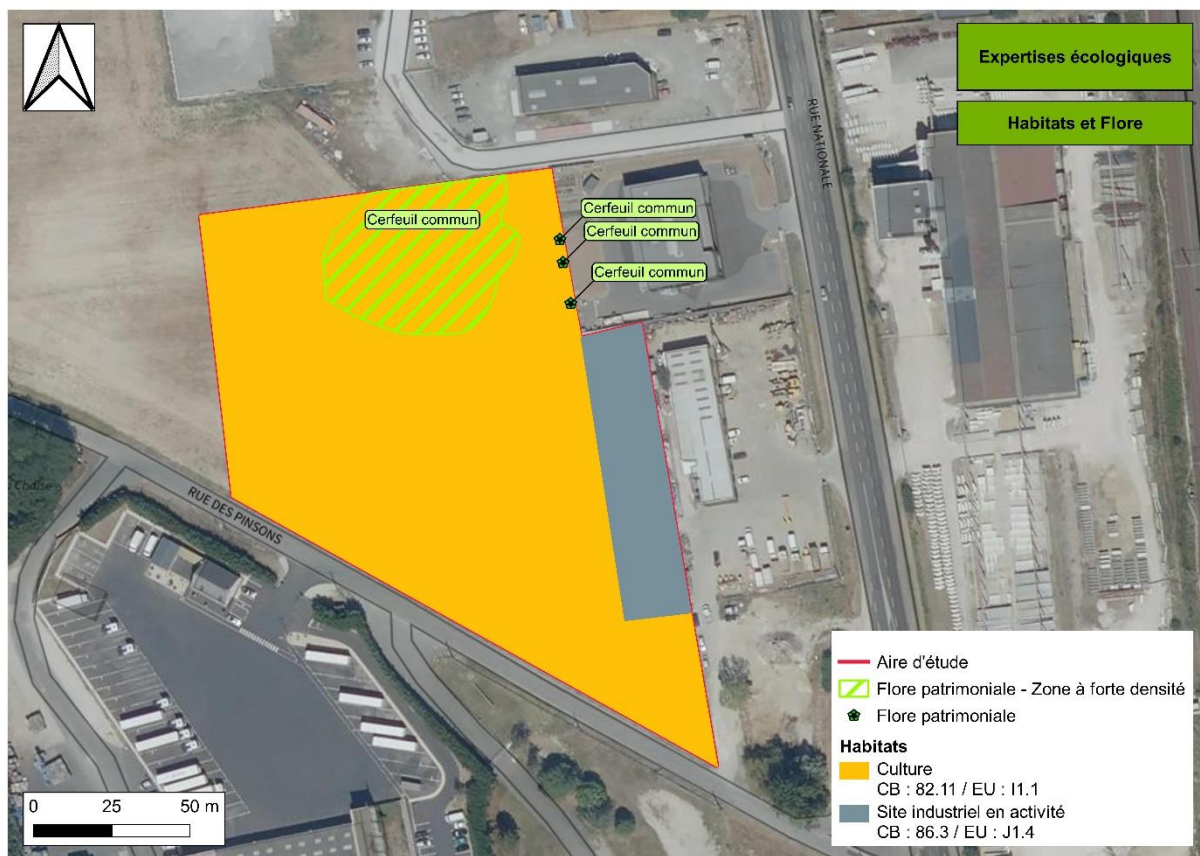 Expertises écologiques
Habitats et Flore
RUE NATIONALE
Cerfeuil commun
Cerfeuil commun
Cerfeuil commun
Cerfeuil commun
Chaise
RUE DES PINSONS
Aire d'étude
Flore patrimoniale - Zone à forte densité
Flore patrimoniale
Habitats
Culture
CB : 82.11 / EU : I1.1
Site industriel en activité
CB : 86.3 / EU : J1.4
0 25 50 m